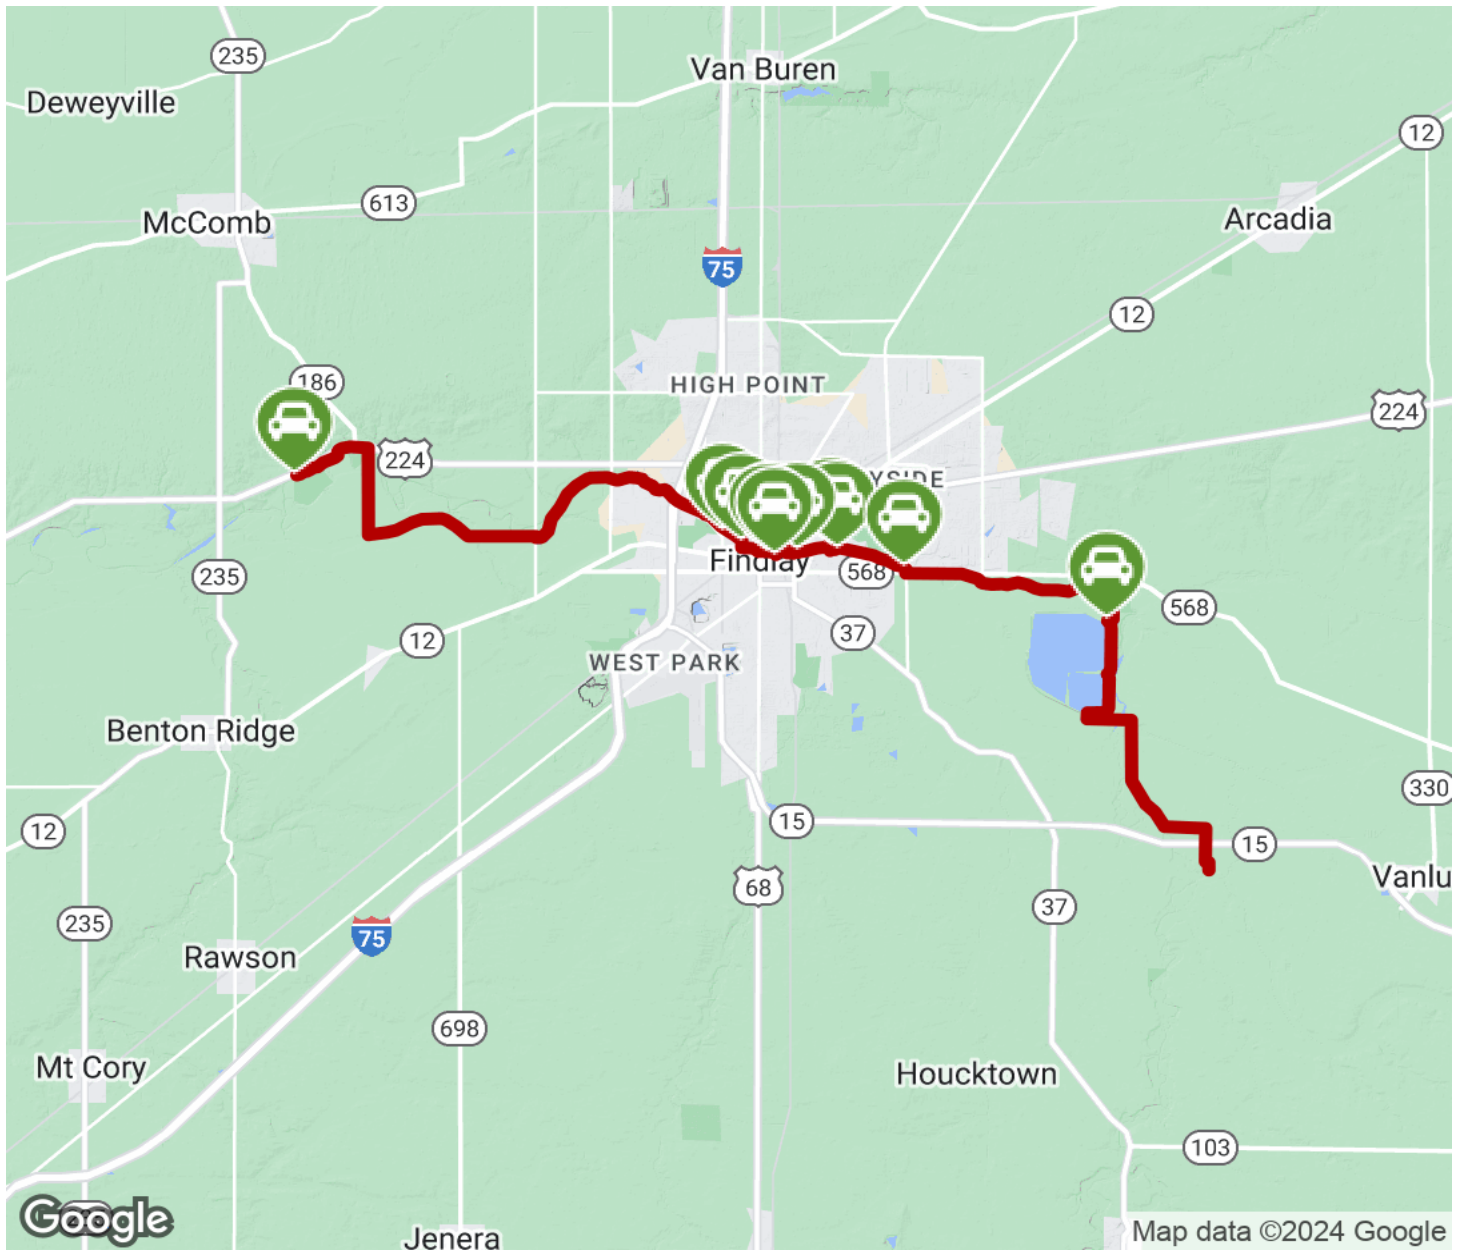 235
Van Buren
Deweyville
12
613
McComb
Arcadia
75
12
186
HIGH POINT
224
224
YSIDE
Findlay
568
235
568
12
37
WEST PARK
Benton Ridge
330
12
15
15
Vanlu
68
37
235
75
Rawson
698
Mt Cory
Houcktown
103
Google
Jenera
Map data ©2024 Google